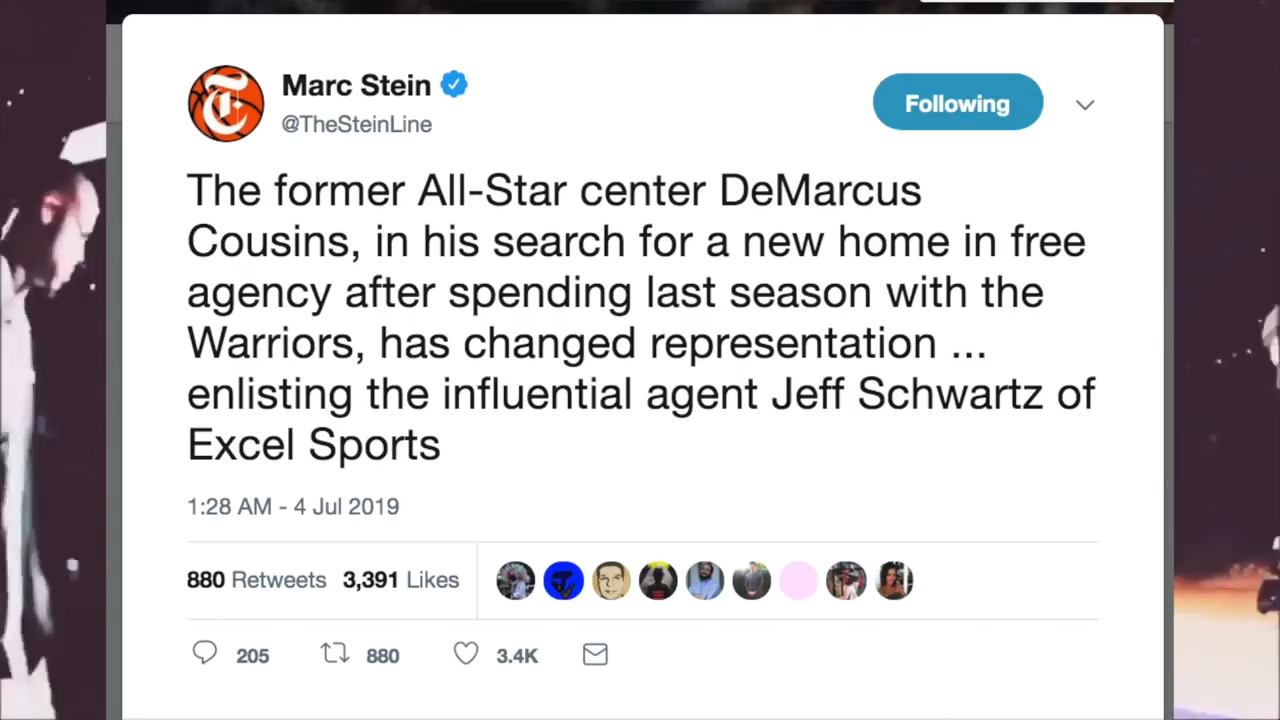 Marc Stein
Following
@TheSteinLine
The former All-Star center DeMarcus
Cousins, in his search for a new home in free
agency after spending last season with the
Warriors, has changed representation ...
enlisting the influential agent Jeff Schwartz of
Excel Sports
1:28 AM - 4 Jul 2019
880 Retweets 3,391 Likes
205 880 3.4K